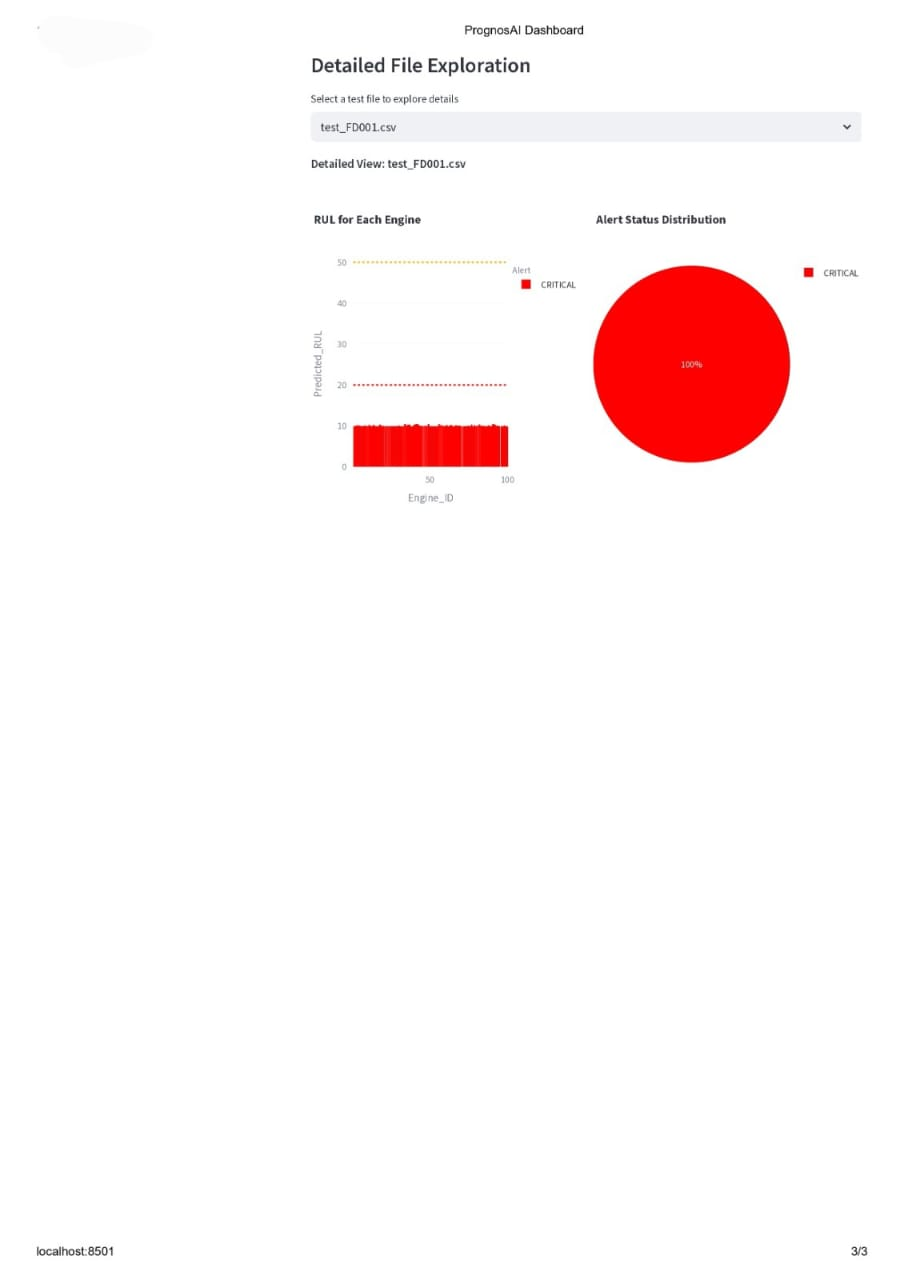 PrognosAI Dashboard
Detailed File Exploration
Select a test file to explore details
test_FD001.csv
Detailed View: test_FD001.csv
RUL for Each Engine
Alert Status Distribution
50
40
30
20
10
0
Predicted_RUL
50
100
Engine_ID
Alert
CRITICAL
100%
CRITICAL
localhost:8501
3/3